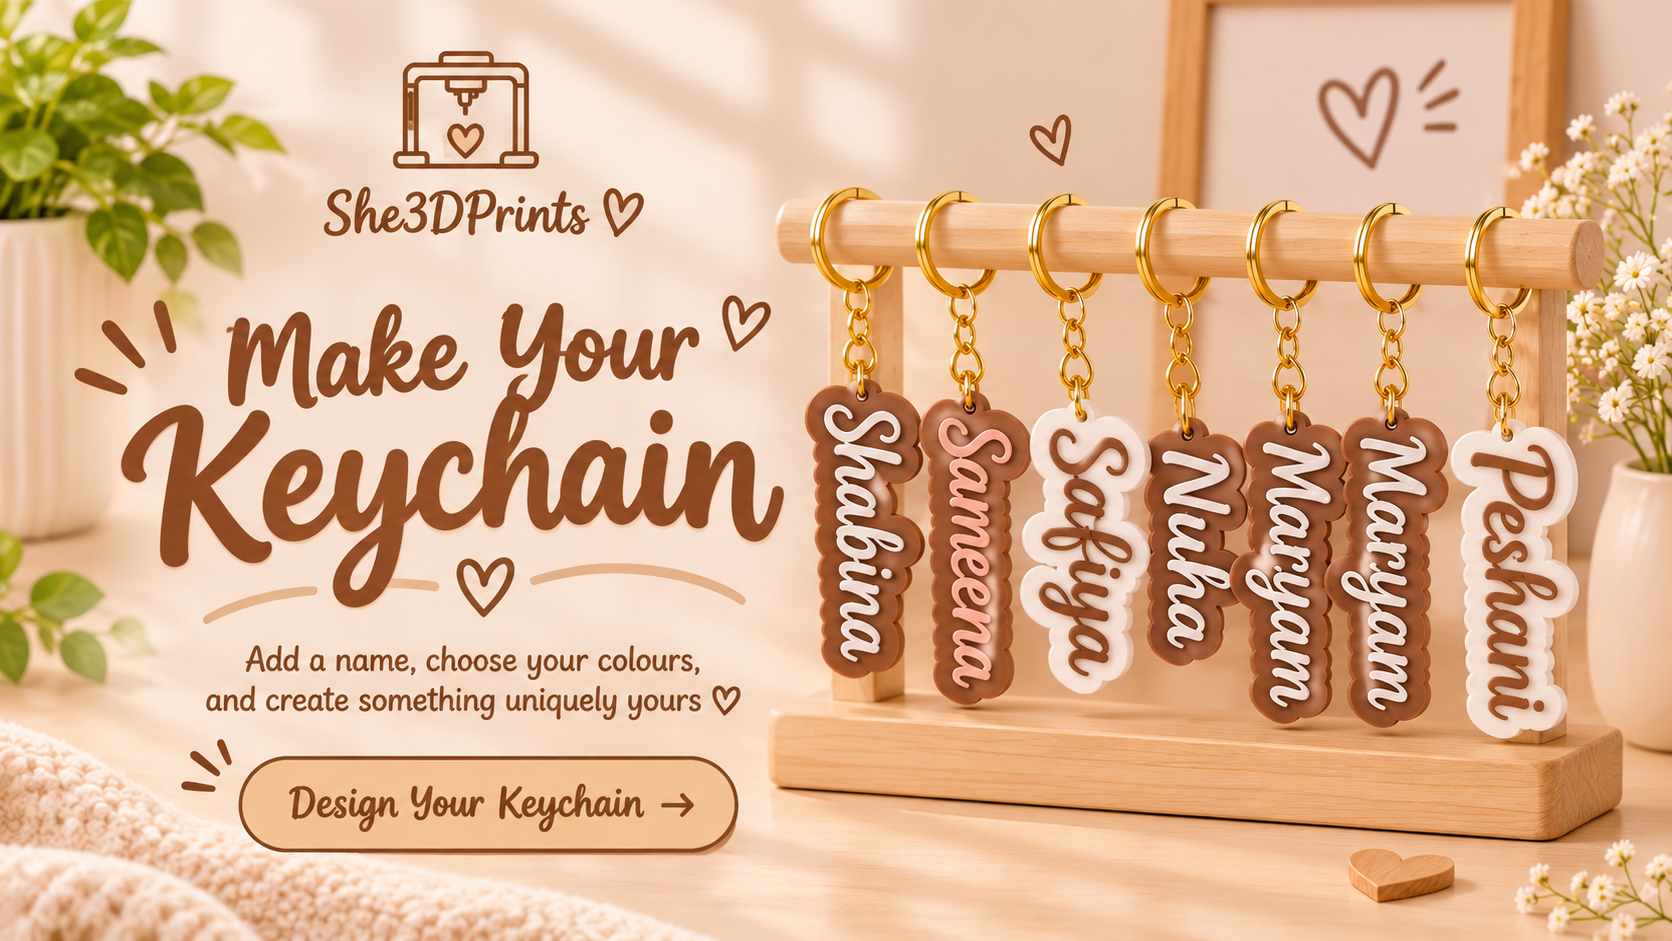 She3DPrints
Make Your
Keychain
Add a name, choose your colours,
and create something uniquely yours
Design Your Keychain →
Shabina
Sameena
Safiya
Nuha
Maryam
Maryam
Peshani